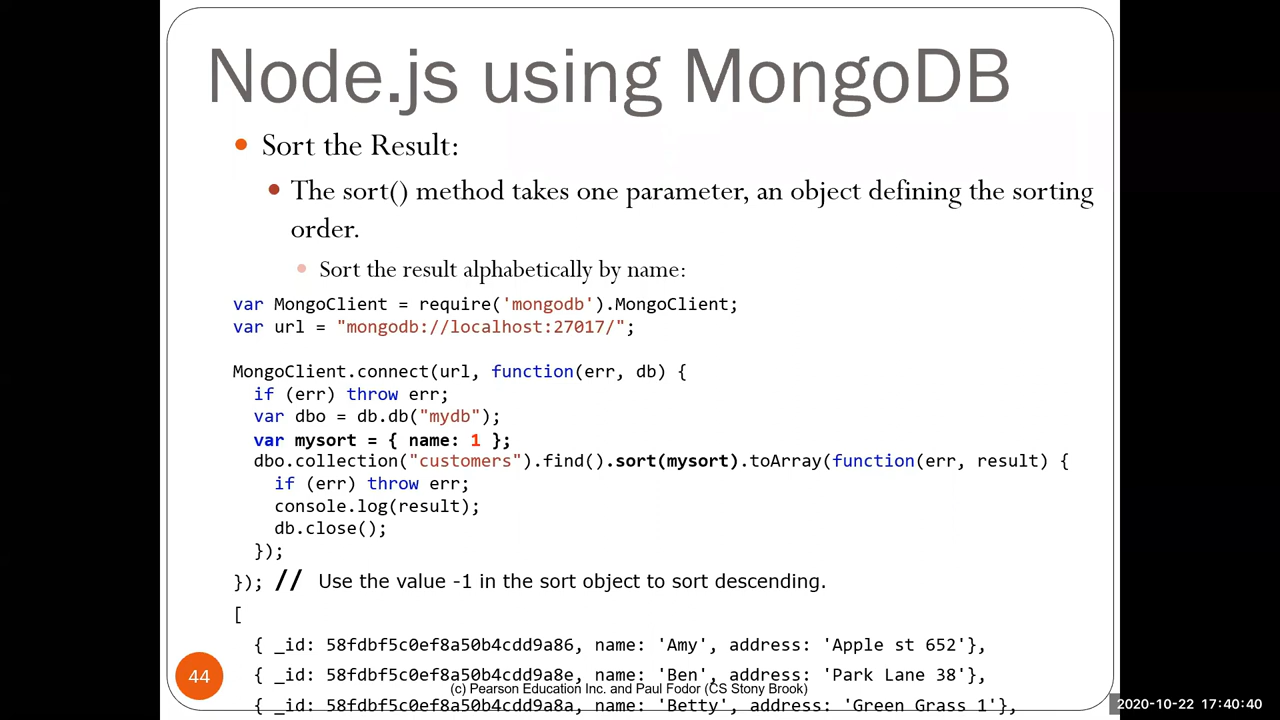 Node.js using MongoDB
Sort the Result:
The sort() method takes one parameter, an object defining the sorting
order.
Sort the result alphabetically by name:
var MongoClient = require('mongodb').MongoClient;
var url = "mongodb://localhost:27017/";
MongoClient.connect(url, function(err, db) {
if (err) throw err;
var dbo = db.db("mydb");
var mysort = { name: 1 };
dbo.collection("customers").find().sort(mysort).toArray(function(err, result) {
if (err) throw err;
console.log(result);
db.close();
});
}); // Use the value -1 in the sort object to sort descending.
[
{ _id: 58fdbf5c0ef8a50b4cdd9a86, name: 'Amy', address: 'Apple st 652'},
44
{ _id: 58fdbf5c0ef8a50b4cdd9a8e, name: 'Ben', address: 'Park Lane 38'},
(c) Pearson Education Inc. and Paul Fodor (CS Stony Brook)
{ _id: 58fdbf5c0ef8a50b4cdd9a8a, name: 'Betty', address: 'Green Grass 1'},
2020-10-22 17:40:40